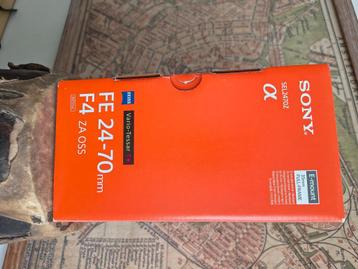 SONY
α
SEL2470Z
E-mount
FULL-FRAME
ZEISS
Vario-Tessar T*
FE 24-70mm
F4 ZA OSS